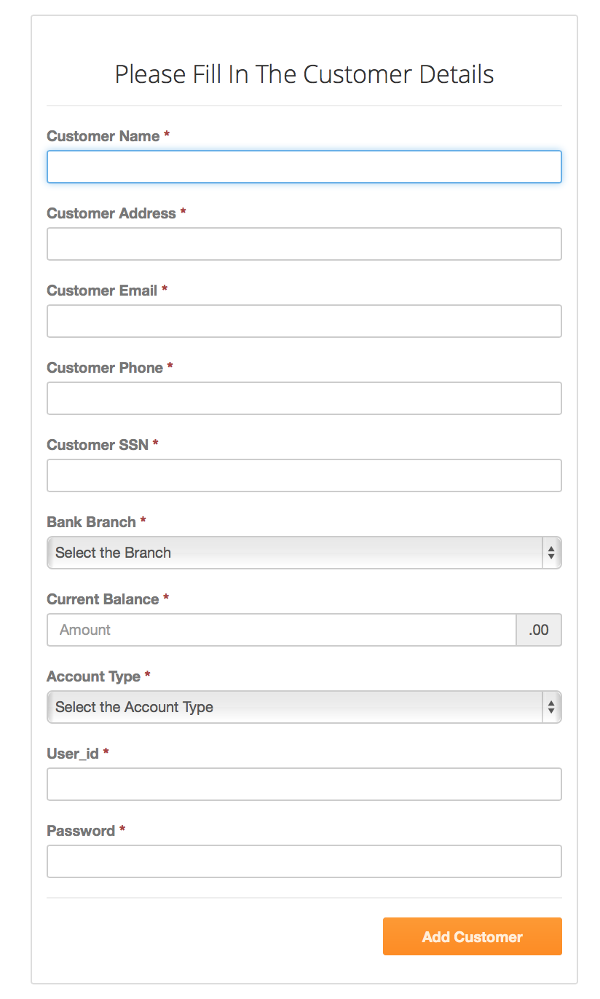 Please Fill In The Customer Details
Customer Name *
Customer Address *
Customer Email *
Customer Phone *
Customer SSN *
Bank Branch *
Select the Branch
Current Balance *
Amount .00
Account Type *
Select the Account Type
User_id *
Password *
Add Customer